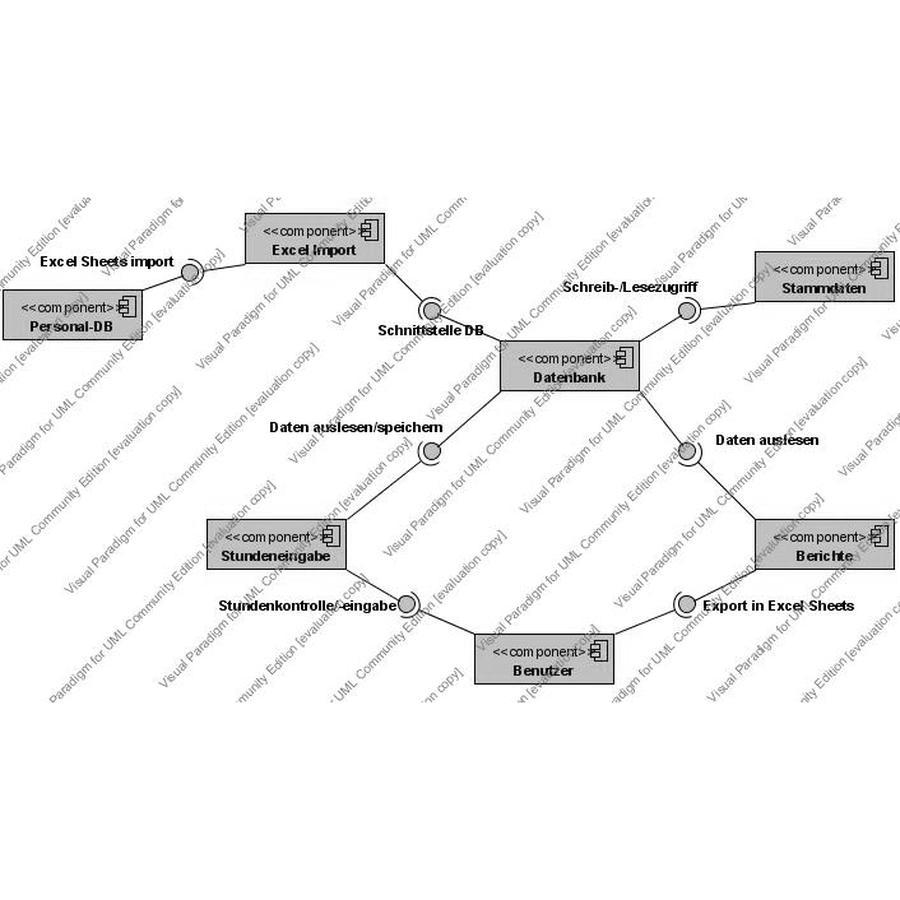 <<component>>
Excel Import
Excel Sheets import
<<component>>
Personal-DB
Schreib-/Lesezugriff
<<component>>
Stammdaten
Schnittstelle DB
<<component>>
Datenbank
Daten auslesen/speichern
Daten auslesen
<<component>>
Stundeneingabe
<<component>>
Berichte
Stundenkontrolle/-eingabe
Export in Excel Sheets
<<component>>
Benutzer
Visual Paradigm for UML Community Edition [evaluation copy]